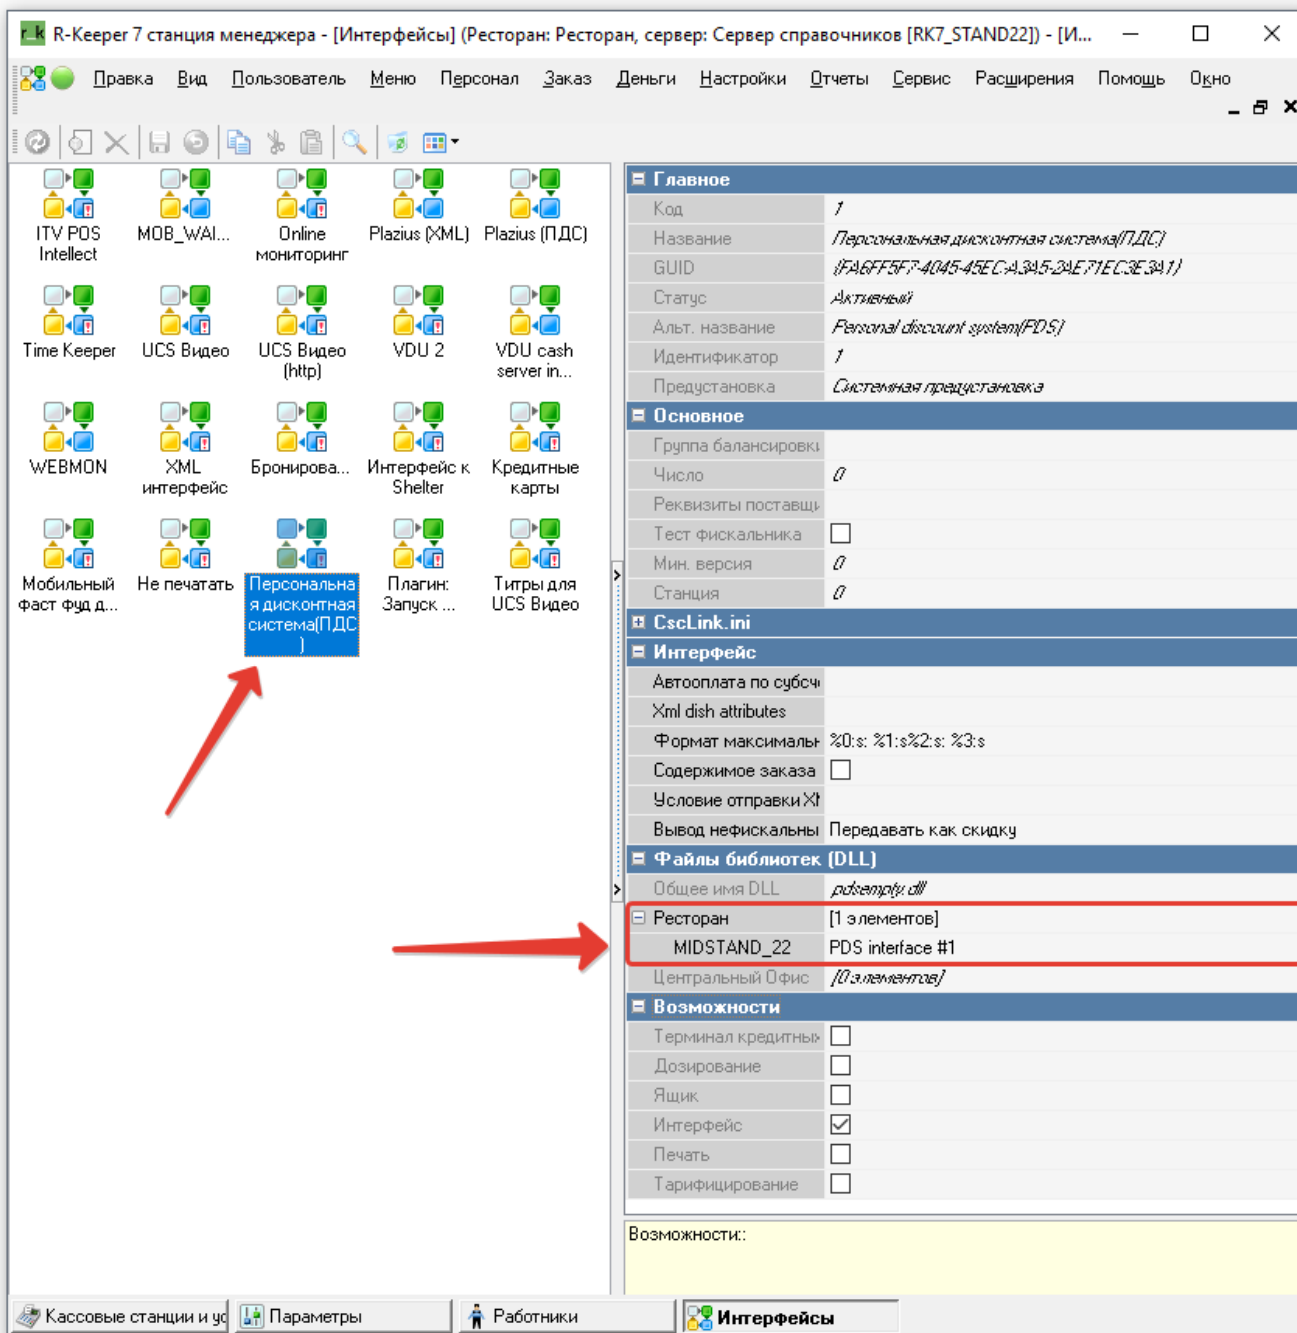 R-Keeper 7 станция менеджера - [Интерфейсы] (Ресторан: Ресторан, сервер: Сервер справочников [RK7_STAND22]) - [И...
Правка Вид Пользователь Меню Персонал Заказ Деньги Настройки Отчеты Сервис Расширения Помощь Окно
ITV POS Intellect
MOB_WAI...
Online мониторинг
Plazius (XML)
Plazius (ПДС)
Time Keeper
UCS Видео
UCS Видео (http)
VDU 2
VDU cash server in...
WEBMON
XML интерфейс
Бронирова...
Интерфейс к Shelter
Кредитные карты
Мобильный фаст фуд д...
Не печатать
Персональная дисконтная система(ПДС)
Плагин: Запуск ...
Титры для UCS Видео
Главное
Код 1
Название Персональная дисконтная система(ПДС)
GUID {FA6FF5F7-4045-45EC-A3A5-2AE71EC3E3A1}
Статус Активный
Альт. название Personal discount system(PDS)
Идентификатор 1
Предустановка Системная предустановка
Основное
Группа балансировки
Число 0
Реквизиты поставщи
Тест фискальника
Мин. версия 0
Станция 0
CscLink.ini
Интерфейс
Автооплата по субсч
Xml dish attributes
Формат максимальн %0:s: %1:s%2:s: %3:s
Содержимое заказа
Условие отправки XM
Вывод нефискальны Передавать как скидку
Файлы библиотек (DLL)
Общее имя DLL pdsempty.dll
Ресторан [1 элементов]
MIDSTAND_22 PDS interface #1
Центральный Офис [0 элементов]
Возможности
Терминал кредитных
Дозирование
Ящик
Интерфейс
Печать
Тарифицирование
Возможности::
Кассовые станции и ус Параметры Работники Интерфейсы